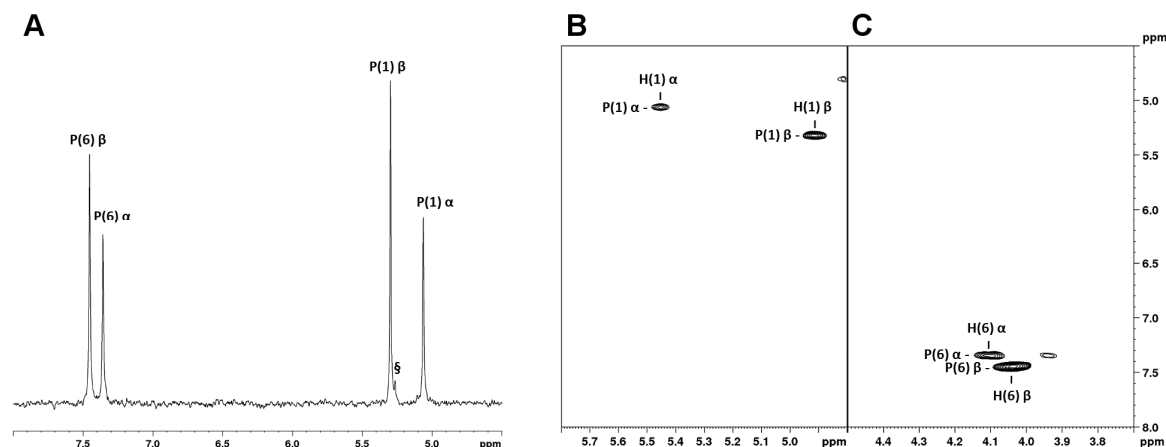 A
P(1) β
P(6) β
P(6) α
P(1) α
§
7.5 7.0 6.5 6.0 5.5 5.0 ppm
B
H(1) α
P(1) α -
H(1) β
P(1) β -
5.7 5.6 5.5 5.4 5.3 5.2 5.1 5.0 ppm
C
ppm
5.0
5.5
6.0
6.5
7.0
7.5
8.0
H(6) α
P(6) α -
P(6) β -
H(6) β
4.4 4.3 4.2 4.1 4.0 3.9 3.8 ppm